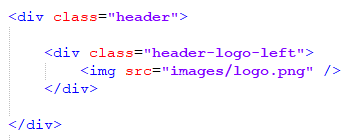 <div class="header">
<div class="header-logo-left">
<img src="images/logo.png" />
</div>
</div>